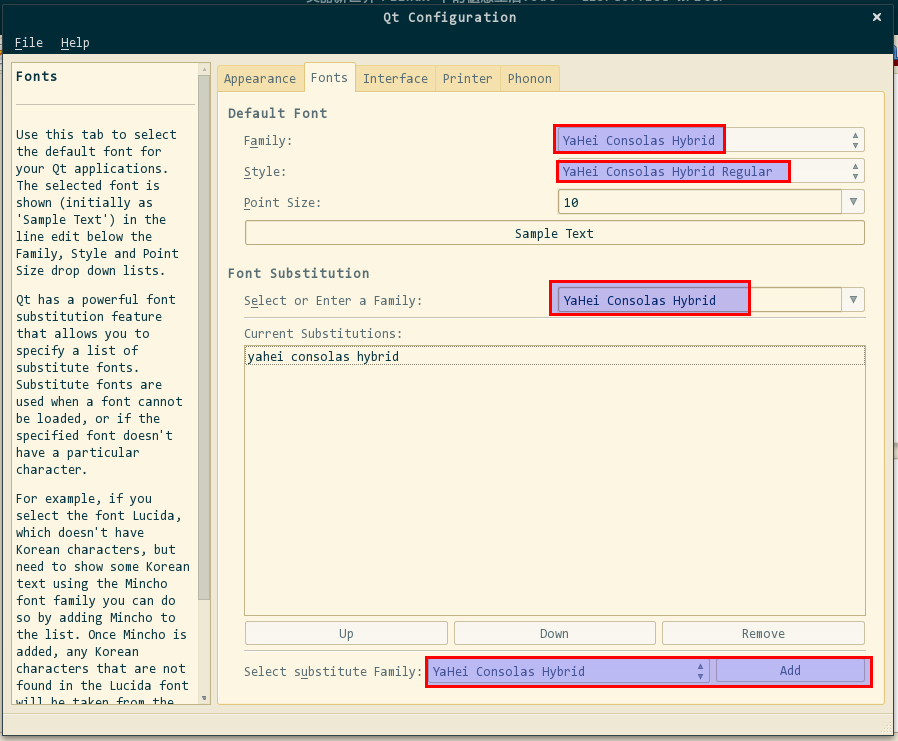 Qt Configuration
File Help
Fonts
Use this tab to select
the default font for
your Qt applications.
The selected font is
shown (initially as
'Sample Text') in the
line edit below the
Family, Style and Point
Size drop down lists.
Qt has a powerful font
substitution feature
that allows you to
specify a list of
substitute fonts.
Substitute fonts are
used when a font cannot
be loaded, or if the
specified font doesn't
have a particular
character.
For example, if you
select the font Lucida,
which doesn't have
Korean characters, but
need to show some Korean
text using the Mincho
font family you can do
so by adding Mincho to
the list. Once Mincho is
added, any Korean
characters that are not
found in the Lucida font
will be taken from the
Appearance Fonts Interface Printer Phonon
Default Font
Family: YaHei Consolas Hybrid
Style: YaHei Consolas Hybrid Regular
Point Size: 10
Sample Text
Font Substitution
Select or Enter a Family: YaHei Consolas Hybrid
Current Substitutions:
yahei consolas hybrid
Up Down Remove
Select substitute Family: YaHei Consolas Hybrid Add